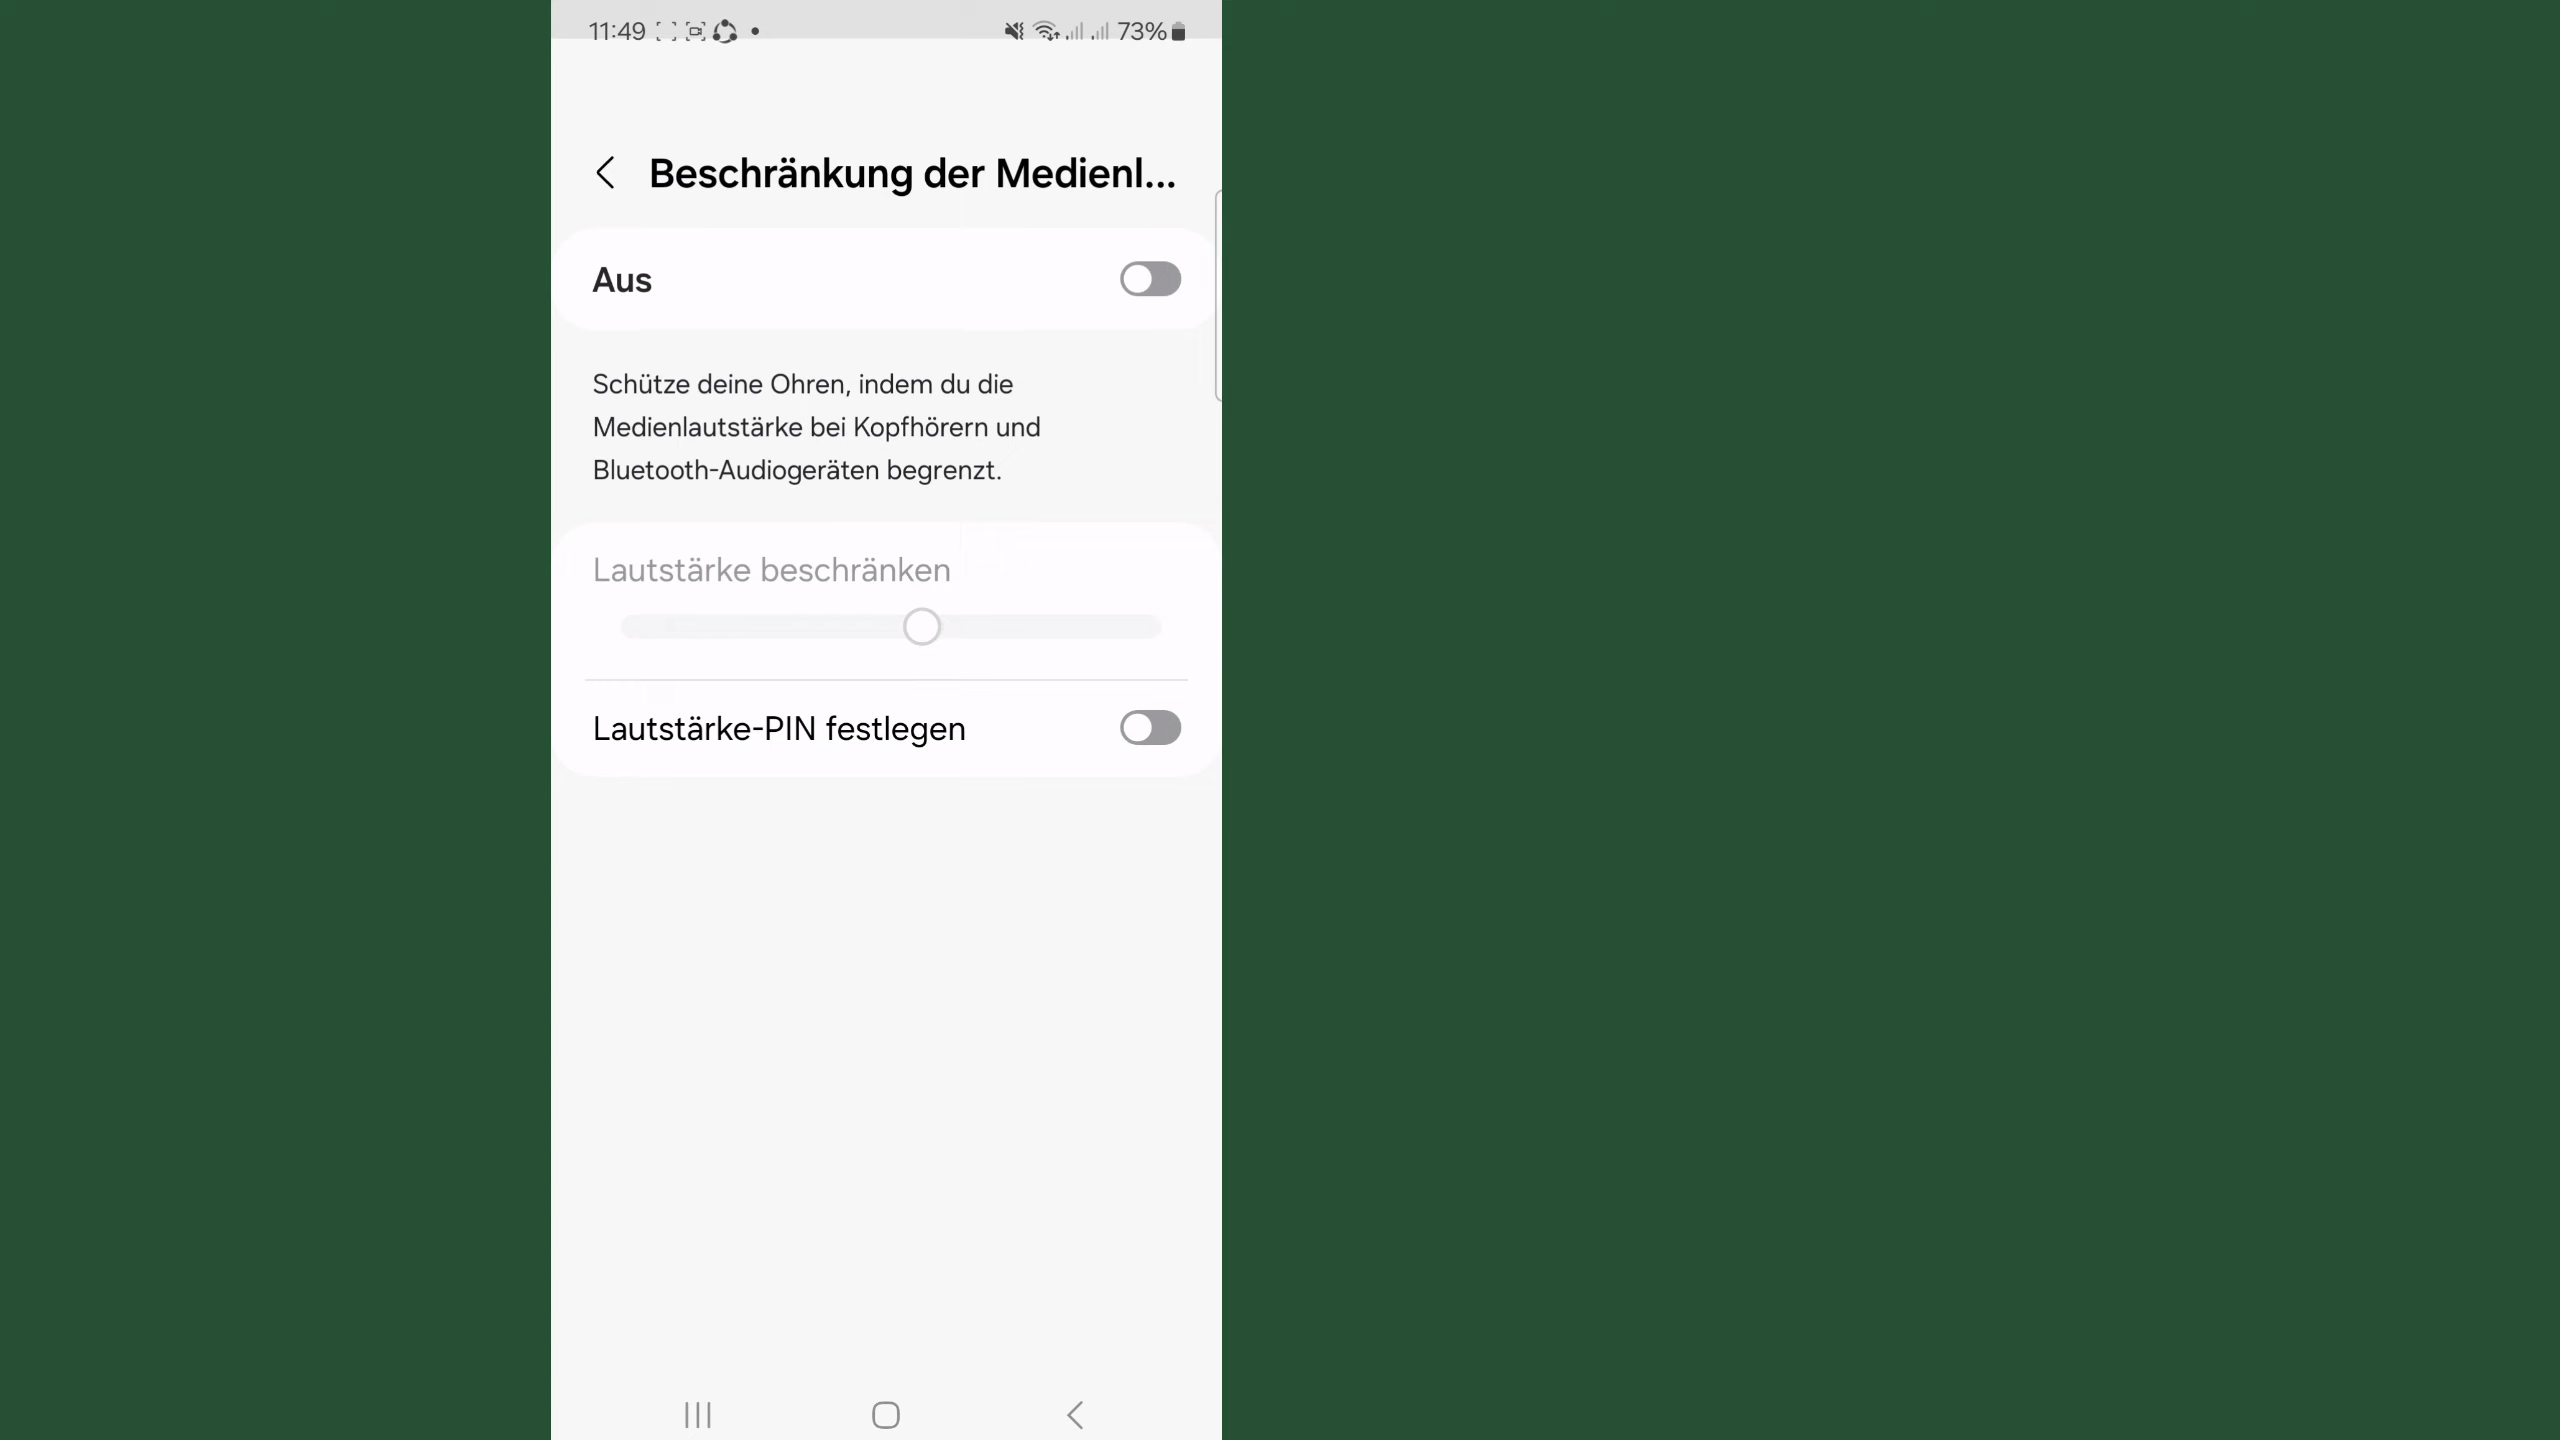 11:49
73%
Beschränkung der Medienl...
Aus
Schütze deine Ohren, indem du die
Medienlautstärke bei Kopfhörern und
Bluetooth-Audiogeräten begrenzt.
Lautstärke beschränken
Lautstärke-PIN festlegen